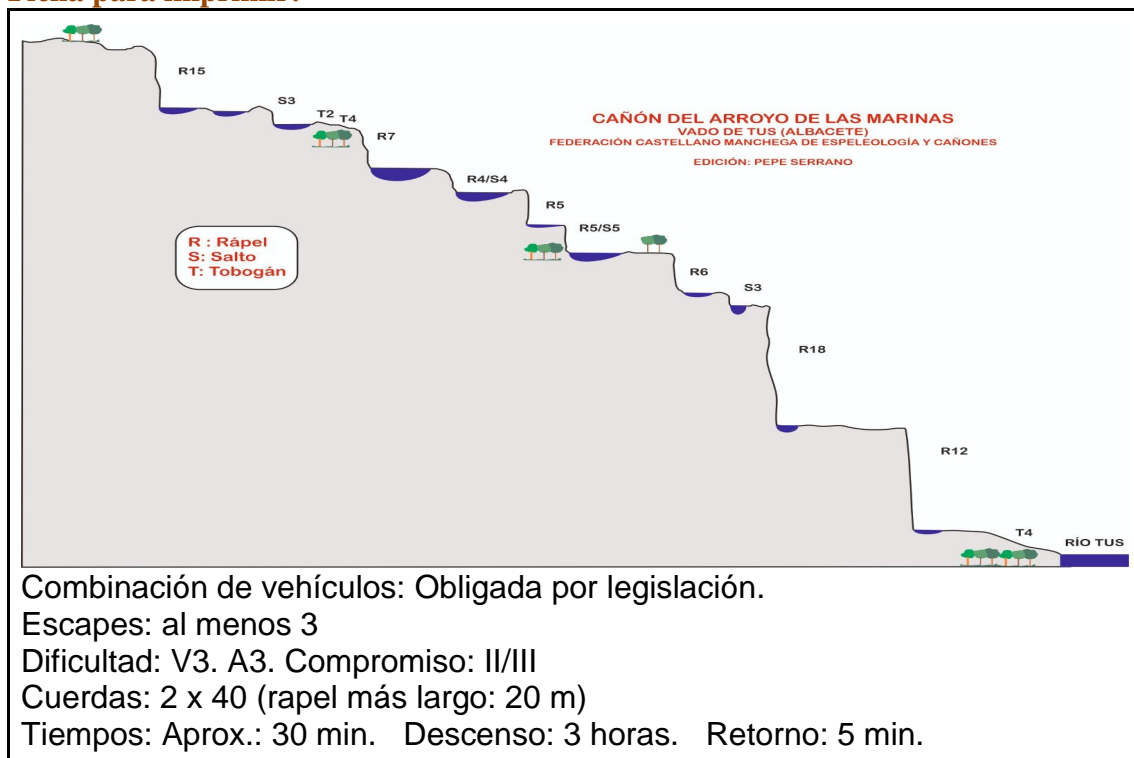 R15
S3
T2
T4
R7
CAÑÓN DEL ARROYO DE LAS MARINAS
VADO DE TUS (ALBACETE)
FEDERACIÓN CASTELLANO MANCHEGA DE ESPELEOLOGÍA Y CAÑONES
EDICIÓN: PEPE SERRANO
R4/S4
R5
R5/S5
R : Rápel
S: Salto
T: Tobogán
R6
S3
R18
R12
T4
RÍO TUS
Combinación de vehículos: Obligada por legislación.
Escapes: al menos 3
Dificultad: V3. A3. Compromiso: II/III
Cuerdas: 2 x 40 (rapel más largo: 20 m)
Tiempos: Aprox.: 30 min. Descenso: 3 horas. Retorno: 5 min.